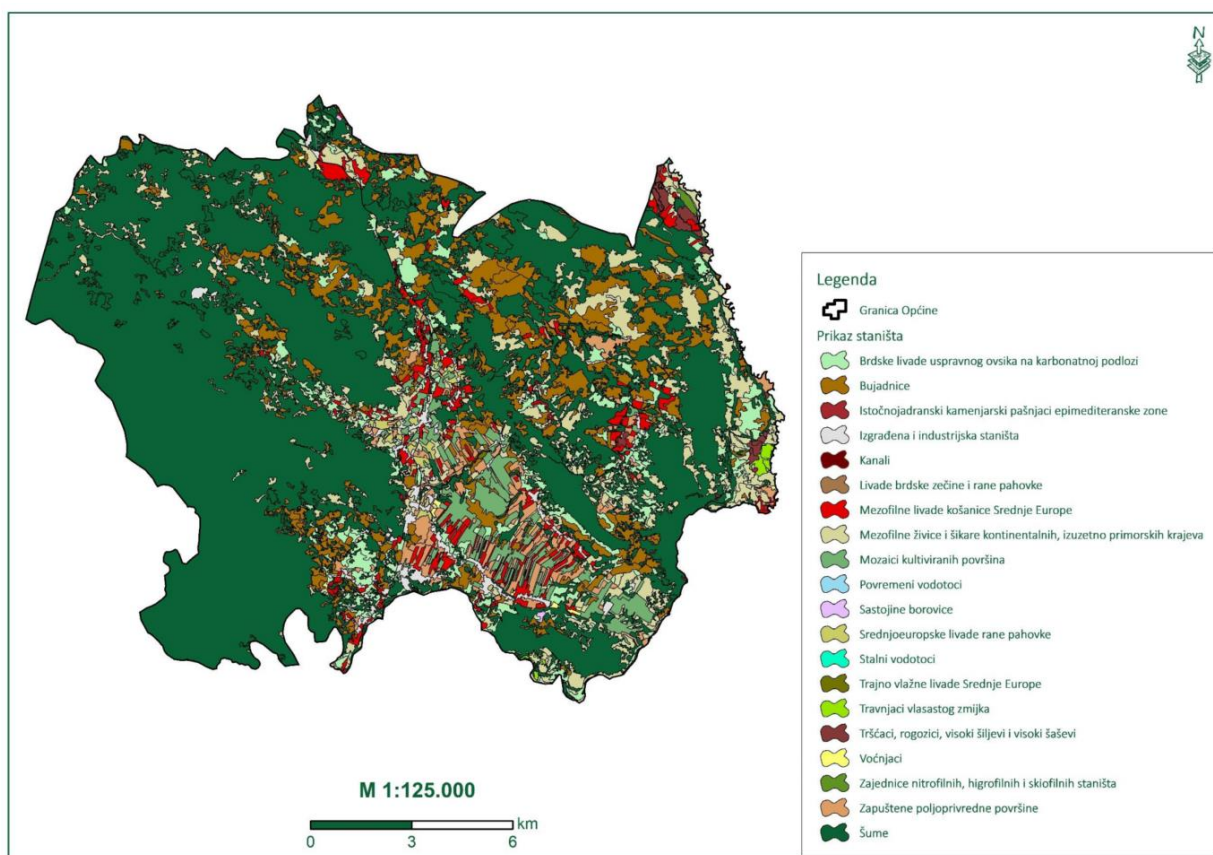 N
Legenda
Granica Općine
Prikaz staništa
Brdske livade uspravnog ovsika na karbonatnoj podlozi
Bujadnice
Istočnojadranski kamenjarski pašnjaci epimediteranske zone
Izgrađena i industrijska staništa
Kanali
Livade brdske zečine i rane pahovke
Mezofilne livade košanice Srednje Europe
Mezofilne živice i šikare kontinentalnih, izuzetno primorskih krajeva
Mozaici kultiviranih površina
Povremeni vodotoci
Sastojine borovice
Srednjoeuropske livade rane pahovke
Stalni vodotoci
Trajno vlažne livade Srednje Europe
Travnjaci vlasastog zmijka
Tršćaci, rogozici, visoki šiljevi i visoki šaševi
Voćnjaci
Zajednice nitrofilnih, higrofilnih i skiofilnih staništa
Zapuštene poljoprivredne površine
Šume
M 1:125.000
km
0 3 6